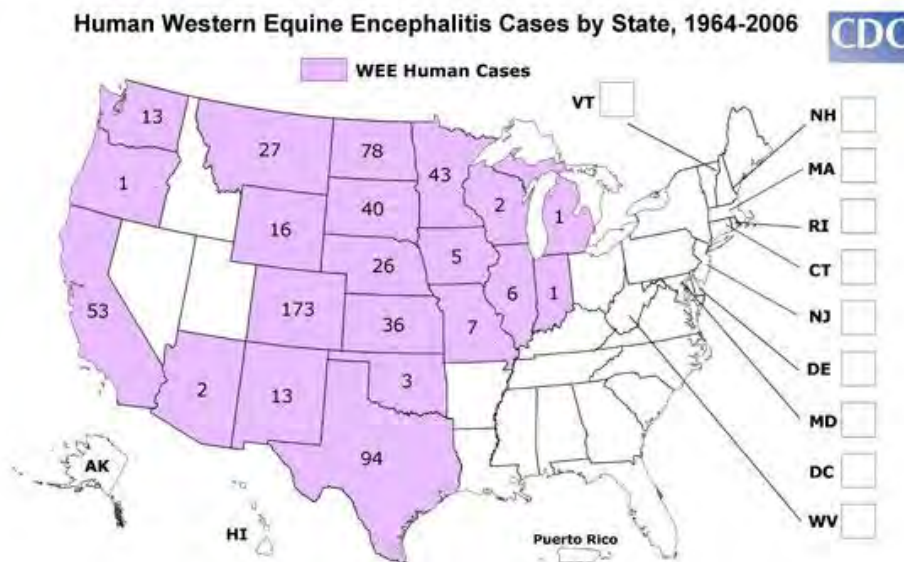 Human Western Equine Encephalitis Cases by State, 1964-2006
CDC
WEE Human Cases
VT
NH
MA
RI
CT
NJ
DE
MD
DC
WV
13
27
78
43
1
16
40
2
1
26
5
53
173
36
6
1
7
2
13
3
94
AK
HI
Puerto Rico